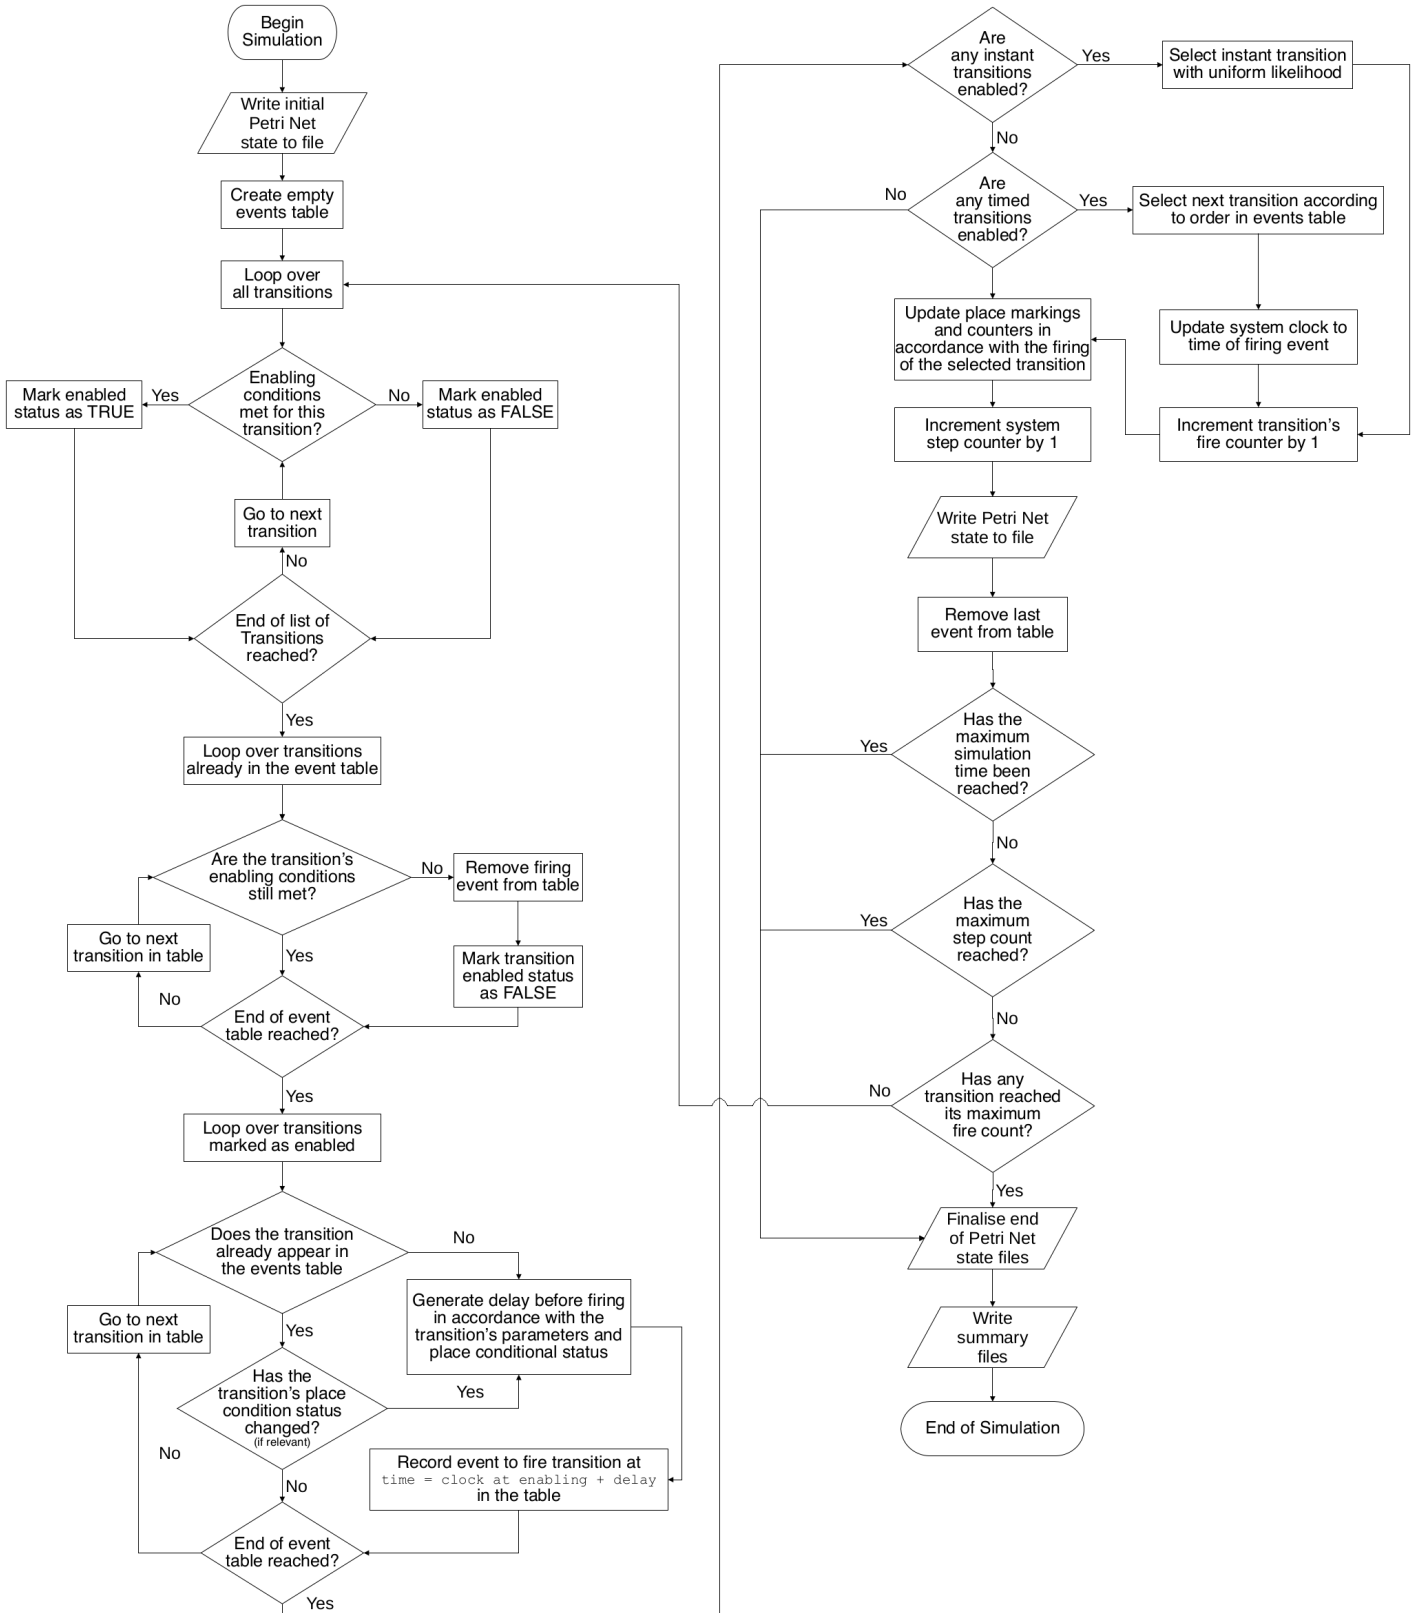 Begin
Simulation
Write initial
Petri Net
state to file
Create empty
events table
Loop over
all transitions
Enabling
conditions
met for this
transition?
Yes
No
Mark enabled
status as TRUE
Mark enabled
status as FALSE
Go to next
transition
No
End of list of
Transitions
reached?
Yes
Loop over transitions
already in the event table
Are the transition's
enabling conditions
still met?
No
Remove firing
event from table
Go to next
transition in table
Yes
Mark transition
enabled status
as FALSE
No
End of event
table reached?
Yes
Loop over transitions
marked as enabled
Does the transition
already appear in
the events table
No
Generate delay before firing
in accordance with the
transition's parameters and
place conditional status
Go to next
transition in table
Yes
Has the
transition's place
condition status
changed?
(if relevant)
Yes
No
No
Record event to fire transition at
time = clock at enabling + delay
in the table
End of event
table reached?
Yes
Are
any instant
transitions
enabled?
Yes
Select instant transition
with uniform likelihood
No
Are
any timed
transitions
enabled?
No
Yes
Select next transition according
to order in events table
Update system clock to
time of firing event
Increment transition's
fire counter by 1
Update place markings
and counters in
accordance with the firing
of the selected transition
Increment system
step counter by 1
Write Petri Net
state to file
Remove last
event from table
Has the
maximum
simulation
time been
reached?
Yes
No
Has the
maximum
step count
reached?
Yes
No
Has any
transition reached
its maximum
fire count?
No
Yes
Finalise end
of Petri Net
state files
Write
summary
files
End of Simulation